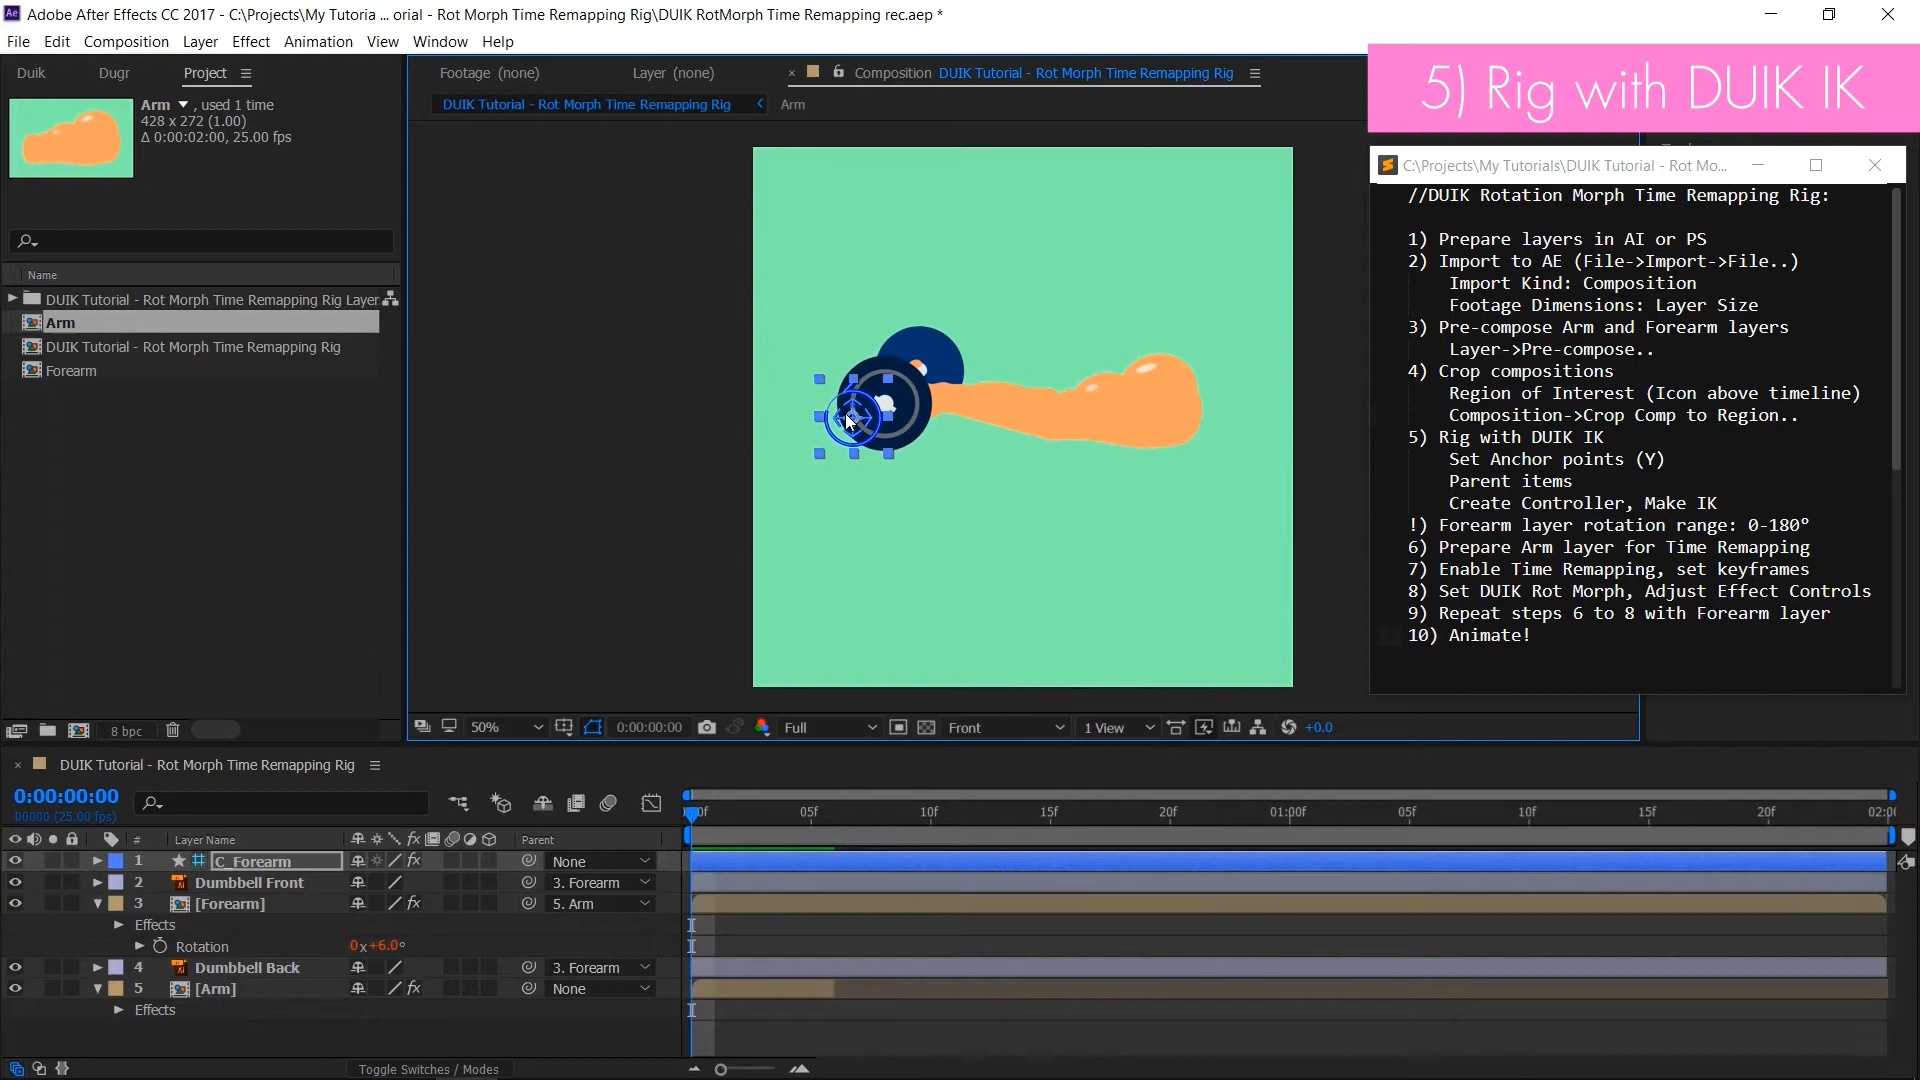 Adobe After Effects CC 2017 - C:\Projects\My Tutoria ... orial - Rot Morph Time Remapping Rig\DUIK RotMorph Time Remapping rec.aep *
File Edit Composition Layer Effect Animation View Window Help
5) Rig with DUIK IK
Duik Dugr Project
Footage (none) Layer (none) × Composition DUIK Tutorial - Rot Morph Time Remapping Rig
Arm , used 1 time
428 x 272 (1.00)
Δ 0:00:02:00, 25.00 fps
DUIK Tutorial - Rot Morph Time Remapping Rig Arm
C:\Projects\My Tutorials\DUIK Tutorial - Rot Mo...
//DUIK Rotation Morph Time Remapping Rig:
1) Prepare layers in AI or PS
2) Import to AE (File->Import->File..)
Import Kind: Composition
Footage Dimensions: Layer Size
3) Pre-compose Arm and Forearm layers
Layer->Pre-compose..
4) Crop compositions
Region of Interest (Icon above timeline)
Composition->Crop Comp to Region..
5) Rig with DUIK IK
Set Anchor points (Y)
Parent items
Create Controller, Make IK
!) Forearm layer rotation range: 0-180º
6) Prepare Arm layer for Time Remapping
7) Enable Time Remapping, set keyframes
8) Set DUIK Rot Morph, Adjust Effect Controls
9) Repeat steps 6 to 8 with Forearm layer
10) Animate!
Name
DUIK Tutorial - Rot Morph Time Remapping Rig Layer
Arm
DUIK Tutorial - Rot Morph Time Remapping Rig
Forearm
8 bpc
50% 0:00:00:00 Full Front 1 View +0.0
× DUIK Tutorial - Rot Morph Time Remapping Rig
0:00:00:00
00000 (25.00 fps)
05f 10f 15f 20f 01:00f 05f 10f 15f 20f
# Layer Name fx Parent
1 C_Forearm fx None
2 Dumbbell Front 3. Forearm
3 [Forearm] fx 5. Arm
Effects
Rotation 0x+6.0°
4 Dumbbell Back 3. Forearm
5 [Arm] fx None
Effects
Toggle Switches / Modes